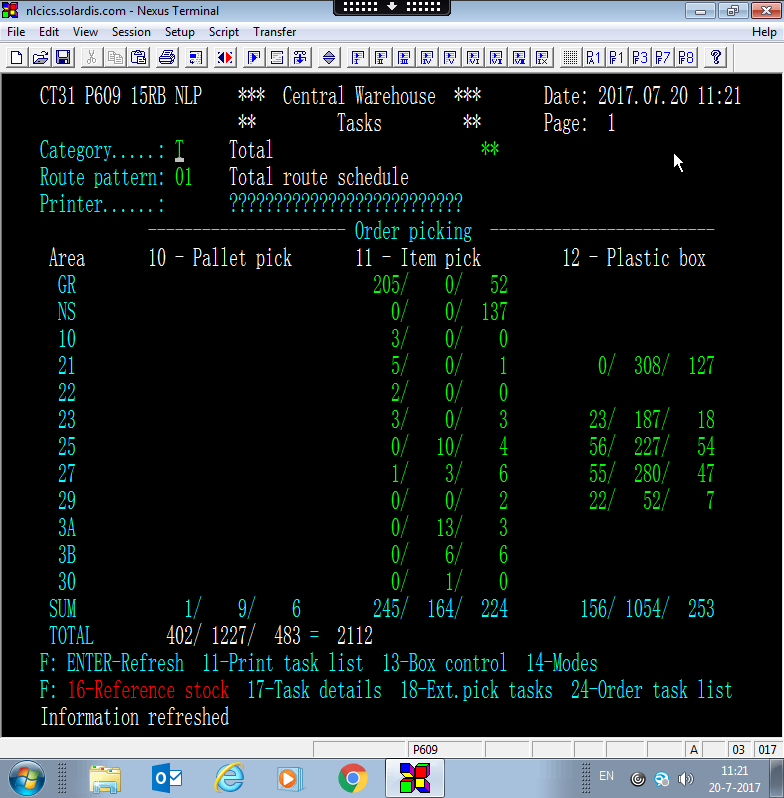 nlcics.solardis.com - Nexus Terminal
File Edit View Session Setup Script Transfer Help
CT31 P609 15RB NLP *** Central Warehouse *** Date: 2017.07.20 11:21
** Tasks ** Page: 1
Category.....: T Total **
Route pattern: 01 Total route schedule
Printer......: ??????????????????????????
---------------------- Order picking -------------------------
Area 10 - Pallet pick 11 - Item pick 12 - Plastic box
GR 205/ 0/ 52
NS 0/ 0/ 137
10 3/ 0/ 0
21 5/ 0/ 1 0/ 308/ 127
22 2/ 0/ 0
23 3/ 0/ 3 23/ 187/ 18
25 0/ 10/ 4 56/ 227/ 54
27 1/ 3/ 6 55/ 280/ 47
29 0/ 0/ 2 22/ 52/ 7
3A 0/ 13/ 3
3B 0/ 6/ 6
30 0/ 1/ 0
SUM 1/ 9/ 6 245/ 164/ 224 156/ 1054/ 253
TOTAL 402/ 1227/ 483 = 2112
F: ENTER-Refresh 11-Print task list 13-Box control 14-Modes
F: 16-Reference stock 17-Task details 18-Ext.pick tasks 24-Order task list
Information refreshed
P609 A 03 017
EN 11:21
20-7-2017